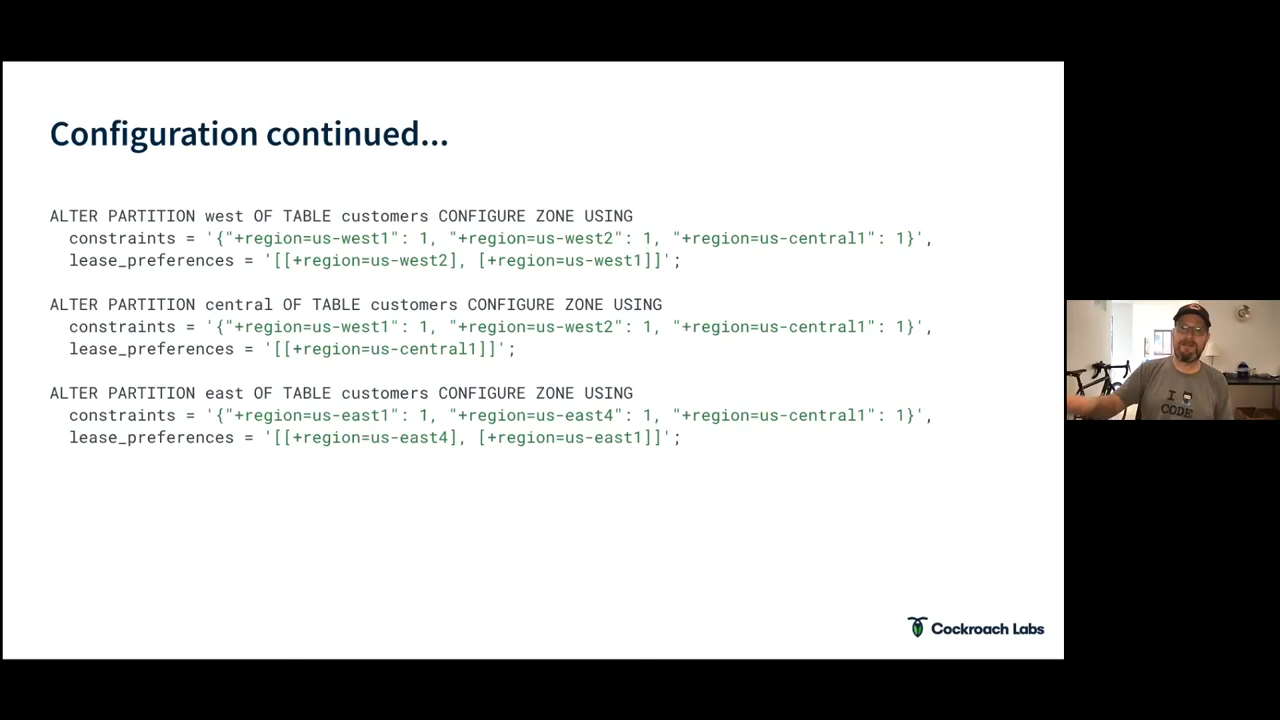 Configuration continued...
ALTER PARTITION west OF TABLE customers CONFIGURE ZONE USING
constraints = '{"+region=us-west1": 1, "+region=us-west2": 1, "+region=us-central1": 1}',
lease_preferences = '[[+region=us-west2], [+region=us-west1]]';
ALTER PARTITION central OF TABLE customers CONFIGURE ZONE USING
constraints = '{"+region=us-west1": 1, "+region=us-west2": 1, "+region=us-central1": 1}',
lease_preferences = '[[+region=us-central1]]';
ALTER PARTITION east OF TABLE customers CONFIGURE ZONE USING
constraints = '{"+region=us-east1": 1, "+region=us-east4": 1, "+region=us-central1": 1}',
lease_preferences = '[[+region=us-east4], [+region=us-east1]]';
I
CODE
Cockroach Labs